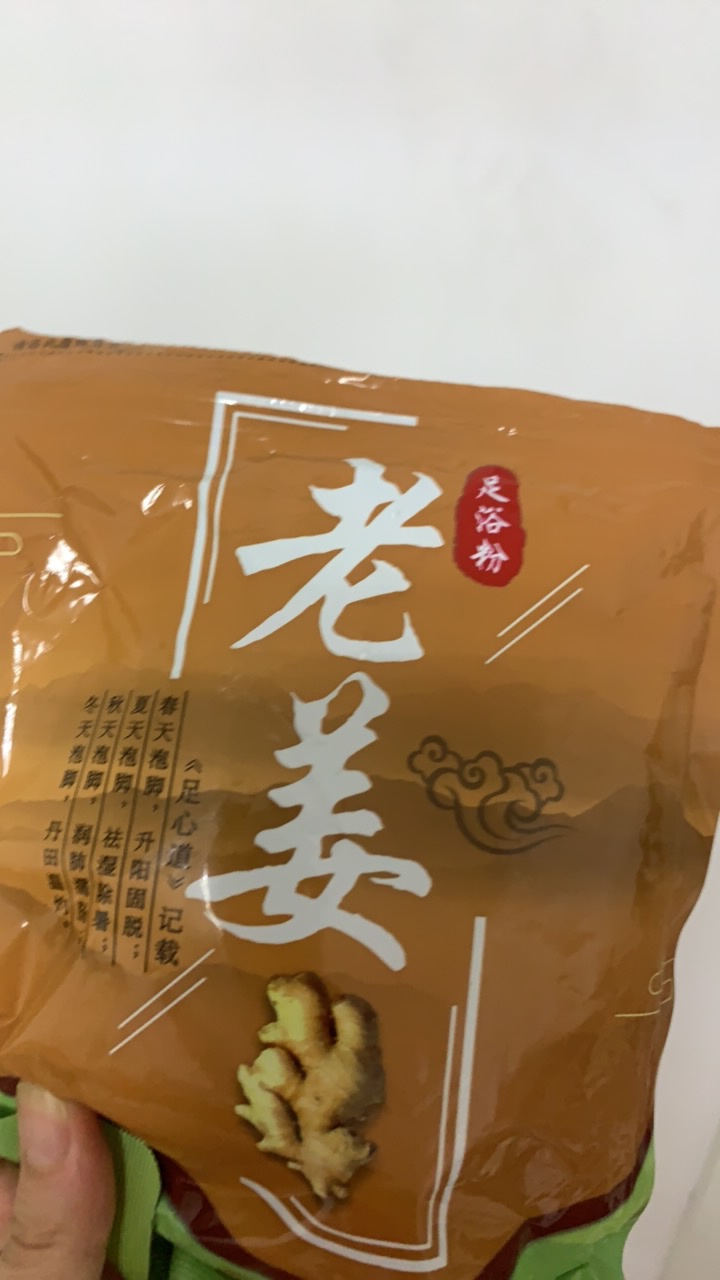 老姜
足浴粉
《足心道》记载
春天泡脚，升阳固脱；
夏天泡脚，祛湿除暑；
秋天泡脚，润肺
冬天泡脚，丹田